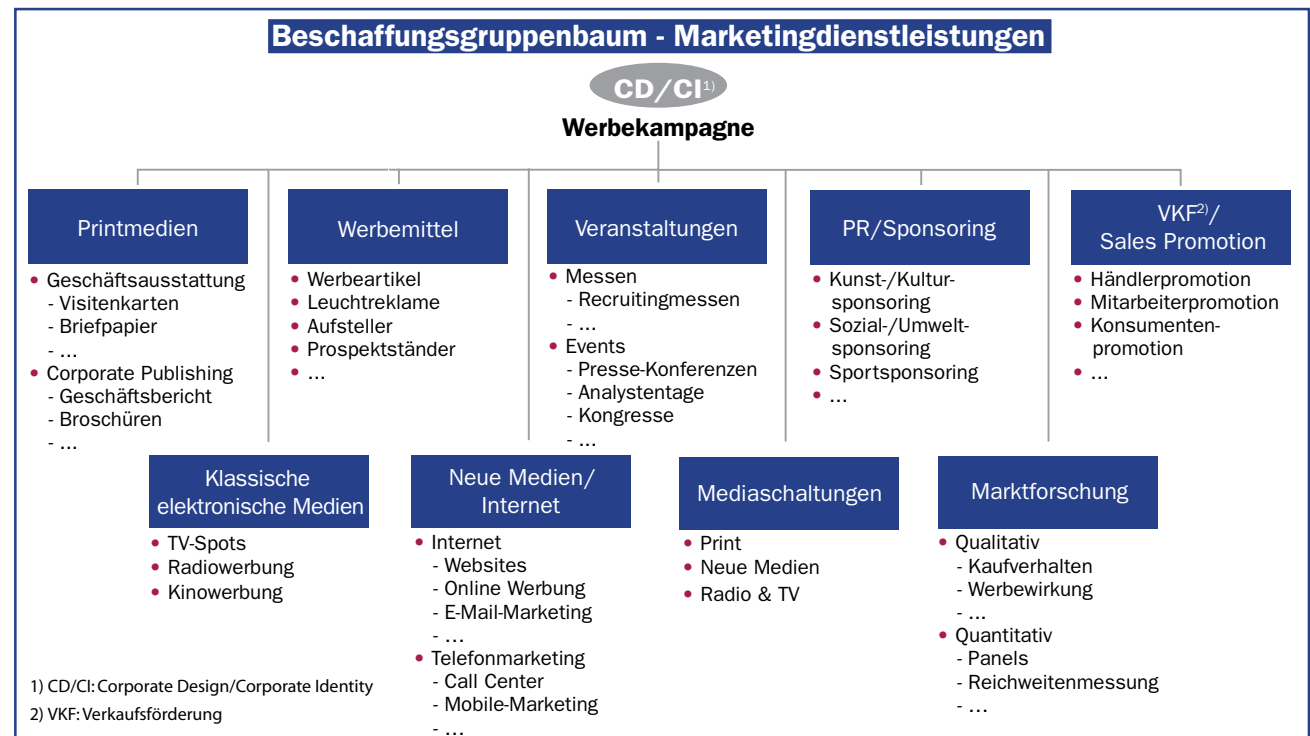 Beschaffungsgruppenbaum - Marketingdienstleistungen
CD/CI1)
Werbekampagne
Printmedien
• Geschäftsausstattung
- Visitenkarten
- Briefpapier
- ...
• Corporate Publishing
- Geschäftsbericht
- Broschüren
- ...
Werbemittel
• Werbeartikel
• Leuchtreklame
• Aufsteller
• Prospektständer
• ...
Veranstaltungen
• Messen
- Recruitingmessen
- ...
• Events
- Presse-Konferenzen
- Analystentage
- Kongresse
- ...
PR/Sponsoring
• Kunst-/Kultur-
sponsoring
• Sozial-/Umwelt-
sponsoring
• Sportsponsoring
• ...
VKF2)/
Sales Promotion
• Händlerpromotion
• Mitarbeiterpromotion
• Konsumenten-
promotion
• ...
Klassische
elektronische Medien
• TV-Spots
• Radiowerbung
• Kinowerbung
Neue Medien/
Internet
• Internet
- Websites
- Online Werbung
- E-Mail-Marketing
- ...
• Telefonmarketing
- Call Center
- Mobile-Marketing
- ...
Mediaschaltungen
• Print
• Neue Medien
• Radio & TV
Marktforschung
• Qualitativ
- Kaufverhalten
- Werbewirkung
- ...
• Quantitativ
- Panels
- Reichweitenmessung
- ...
1) CD/CI: Corporate Design/Corporate Identity
2) VKF: Verkaufsförderung